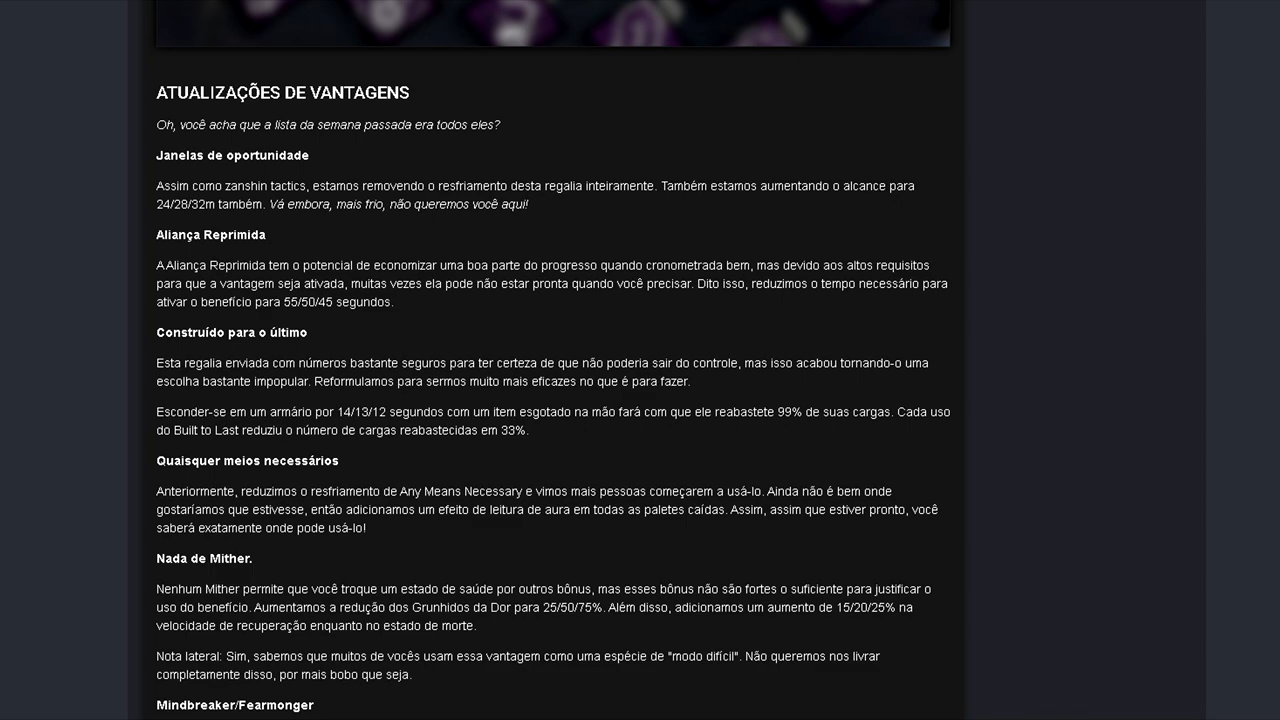 ATUALIZAÇÕES DE VANTAGENS
Oh, você acha que a lista da semana passada era todos eles?
Janelas de oportunidade
Assim como zanshin tactics, estamos removendo o resfriamento desta regalia inteiramente. Também estamos aumentando o alcance para
24/28/32m também. Vá embora, mais frio, não queremos você aqui!
Aliança Reprimida
A Aliança Reprimida tem o potencial de economizar uma boa parte do progresso quando cronometrada bem, mas devido aos altos requisitos
para que a vantagem seja ativada, muitas vezes ela pode não estar pronta quando você precisar. Dito isso, reduzimos o tempo necessário para
ativar o benefício para 55/50/45 segundos.
Construído para o último
Esta regalia enviada com números bastante seguros para ter certeza de que não poderia sair do controle, mas isso acabou tornando-o uma
escolha bastante impopular. Reformulamos para sermos muito mais eficazes no que é para fazer.
Esconder-se em um armário por 14/13/12 segundos com um item esgotado na mão fará com que ele reabastete 99% de suas cargas. Cada uso
do Built to Last reduziu o número de cargas reabastecidas em 33%.
Quaisquer meios necessários
Anteriormente, reduzimos o resfriamento de Any Means Necessary e vimos mais pessoas começarem a usá-lo. Ainda não é bem onde
gostaríamos que estivesse, então adicionamos um efeito de leitura de aura em todas as paletes caídas. Assim, assim que estiver pronto, você
saberá exatamente onde pode usá-lo!
Nada de Mither.
Nenhum Mither permite que você troque um estado de saúde por outros bônus, mas esses bônus não são fortes o suficiente para justificar o
uso do benefício. Aumentamos a redução dos Grunhidos da Dor para 25/50/75%. Além disso, adicionamos um aumento de 15/20/25% na
velocidade de recuperação enquanto no estado de morte.
Nota lateral: Sim, sabemos que muitos de vocês usam essa vantagem como uma espécie de "modo difícil". Não queremos nos livrar
completamente disso, por mais bobo que seja.
Mindbreaker/Fearmonger